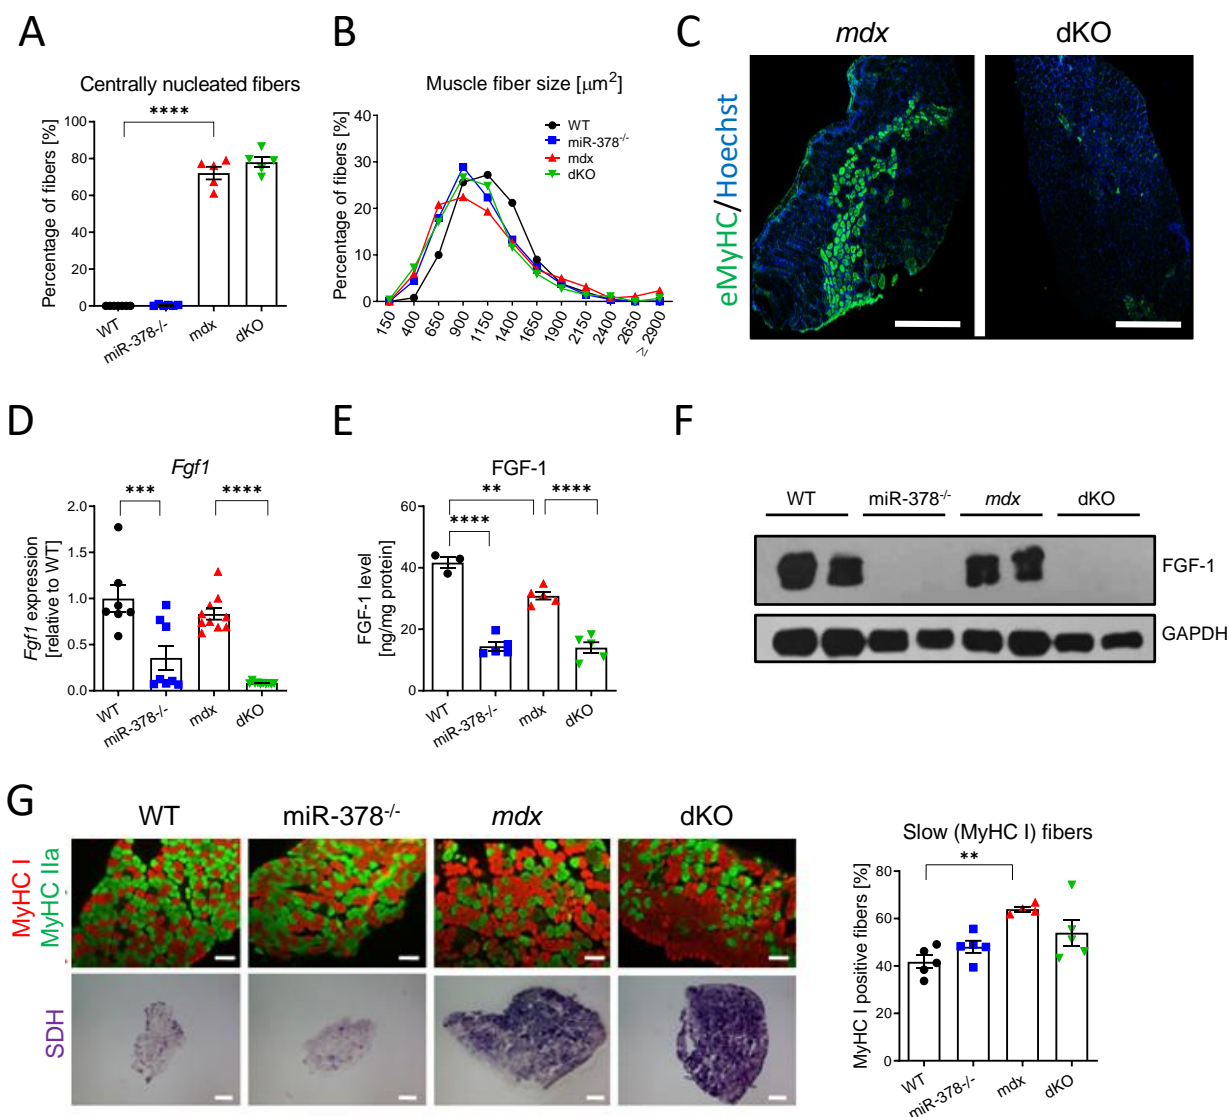 A
Centrally nucleated fibers
****
Percentage of fibers [%]
100
80
60
40
20
0
WT
miR-378-/-
mdx
dKO
B
Muscle fiber size [μm²]
Percentage of fibers [%]
40
30
20
10
0
WT
miR-378⁻/⁻
mdx
dKO
150
400
650
900
1150
1400
1650
1900
2150
2400
2650
≥ 2900
C
mdx
dKO
eMyHC/Hoechst
D
Fgf1
***
****
Fgf1 expression
[relative to WT]
2.0
1.5
1.0
0.5
0.0
WT
miR-378-/-
mdx
dKO
E
FGF-1
**
****
****
FGF-1 level
[ng/mg protein]
60
40
20
0
WT
miR-378-/-
mdx
dKO
F
WT
miR-378⁻/⁻
mdx
dKO
FGF-1
GAPDH
G
WT
miR-378⁻/⁻
mdx
dKO
MyHC I
MyHC IIa
SDH
Slow (MyHC I) fibers
**
MyHC I positive fibers [%]
80
60
40
20
0
WT
miR-378-/-
mdx
dKO